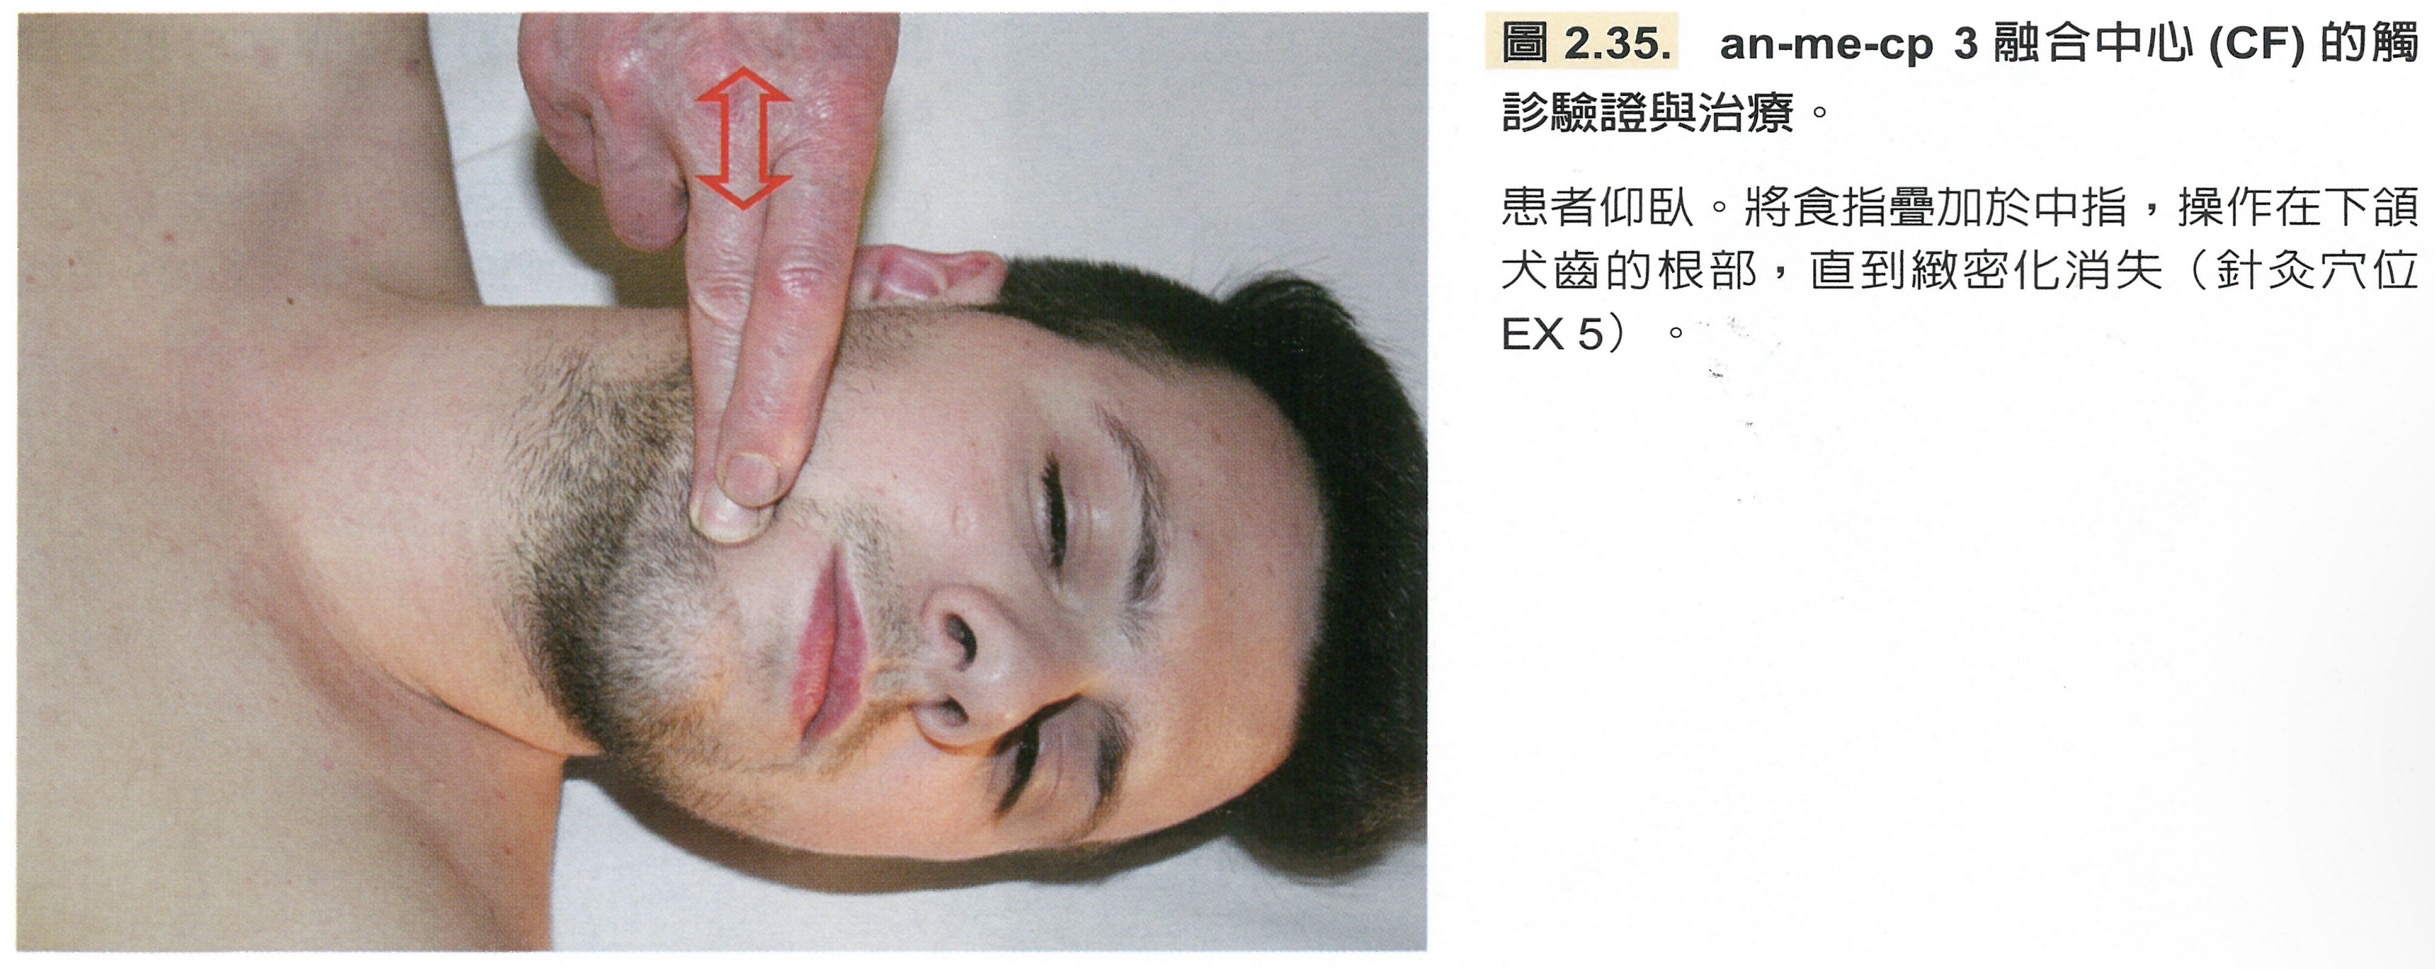 圖 2.35. an-me-cp 3 融合中心 (CF) 的觸
診驗證與治療。
患者仰臥。將食指疊加於中指，操作在下頜
犬齒的根部，直到緻密化消失（針灸穴位
EX 5）。